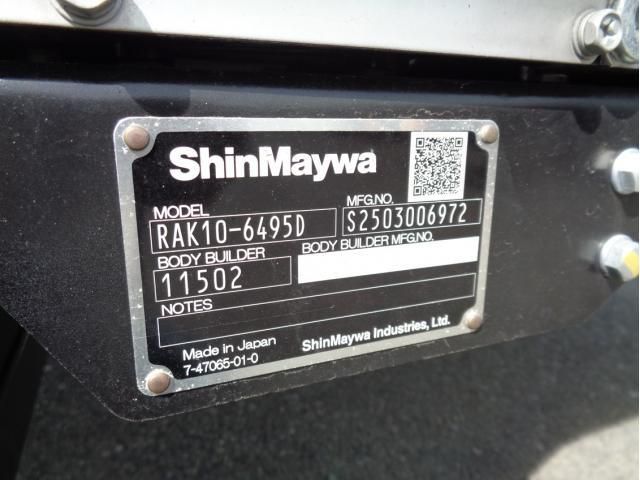 ShinMaywa
MODEL MFG.NO.
RAK10-6495D S2503006972
BODY BUILDER BODY BUILDER MFG.NO.
11502
NOTES
Made in Japan ShinMaywa Industries, Ltd.
7-47065-01-0